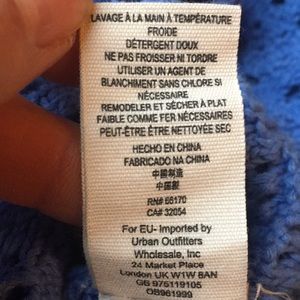 LAVAGE À LA MAIN À TEMPÉRATURE
FROIDE
DÉTERGENT DOUX
NE PAS FROISSER NI TORDRE
UTILISER UN AGENT DE
BLANCHIMENT SANS CHLORE SI
NÉCESSAIRE
REMODELER ET SÉCHER À PLAT
FAIBLE COMME FER NÉCESSAIRES
PEUT-ÊTRE ÊTRE NETTOYÉE SEC
HECHO EN CHINA
FABRICADO NA CHINA
中国制造
中國製
RN# 66170
CA# 32054
For EU- Imported by
Urban Outfitters
Wholesale, Inc
24 Market Place
London UK W1W 8AN
GB 975119105
OB961999